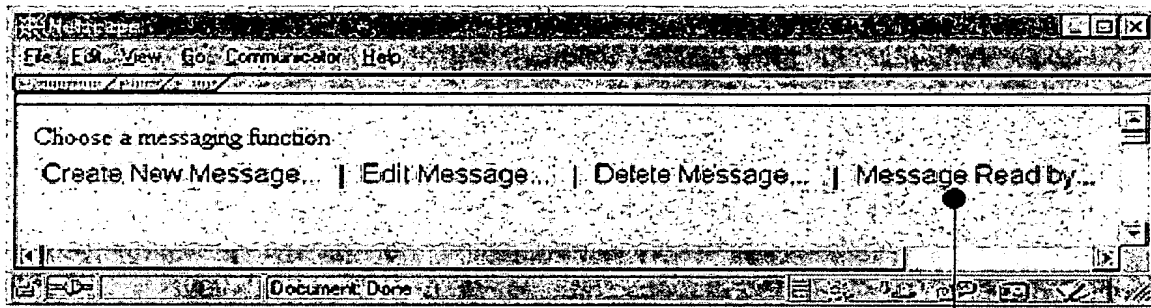 Netscape
File Edit View Go Communicator Help
Choose a messaging function
Create New Message... | Edit Message... | Delete Message... | Message Read by...
Document: Done